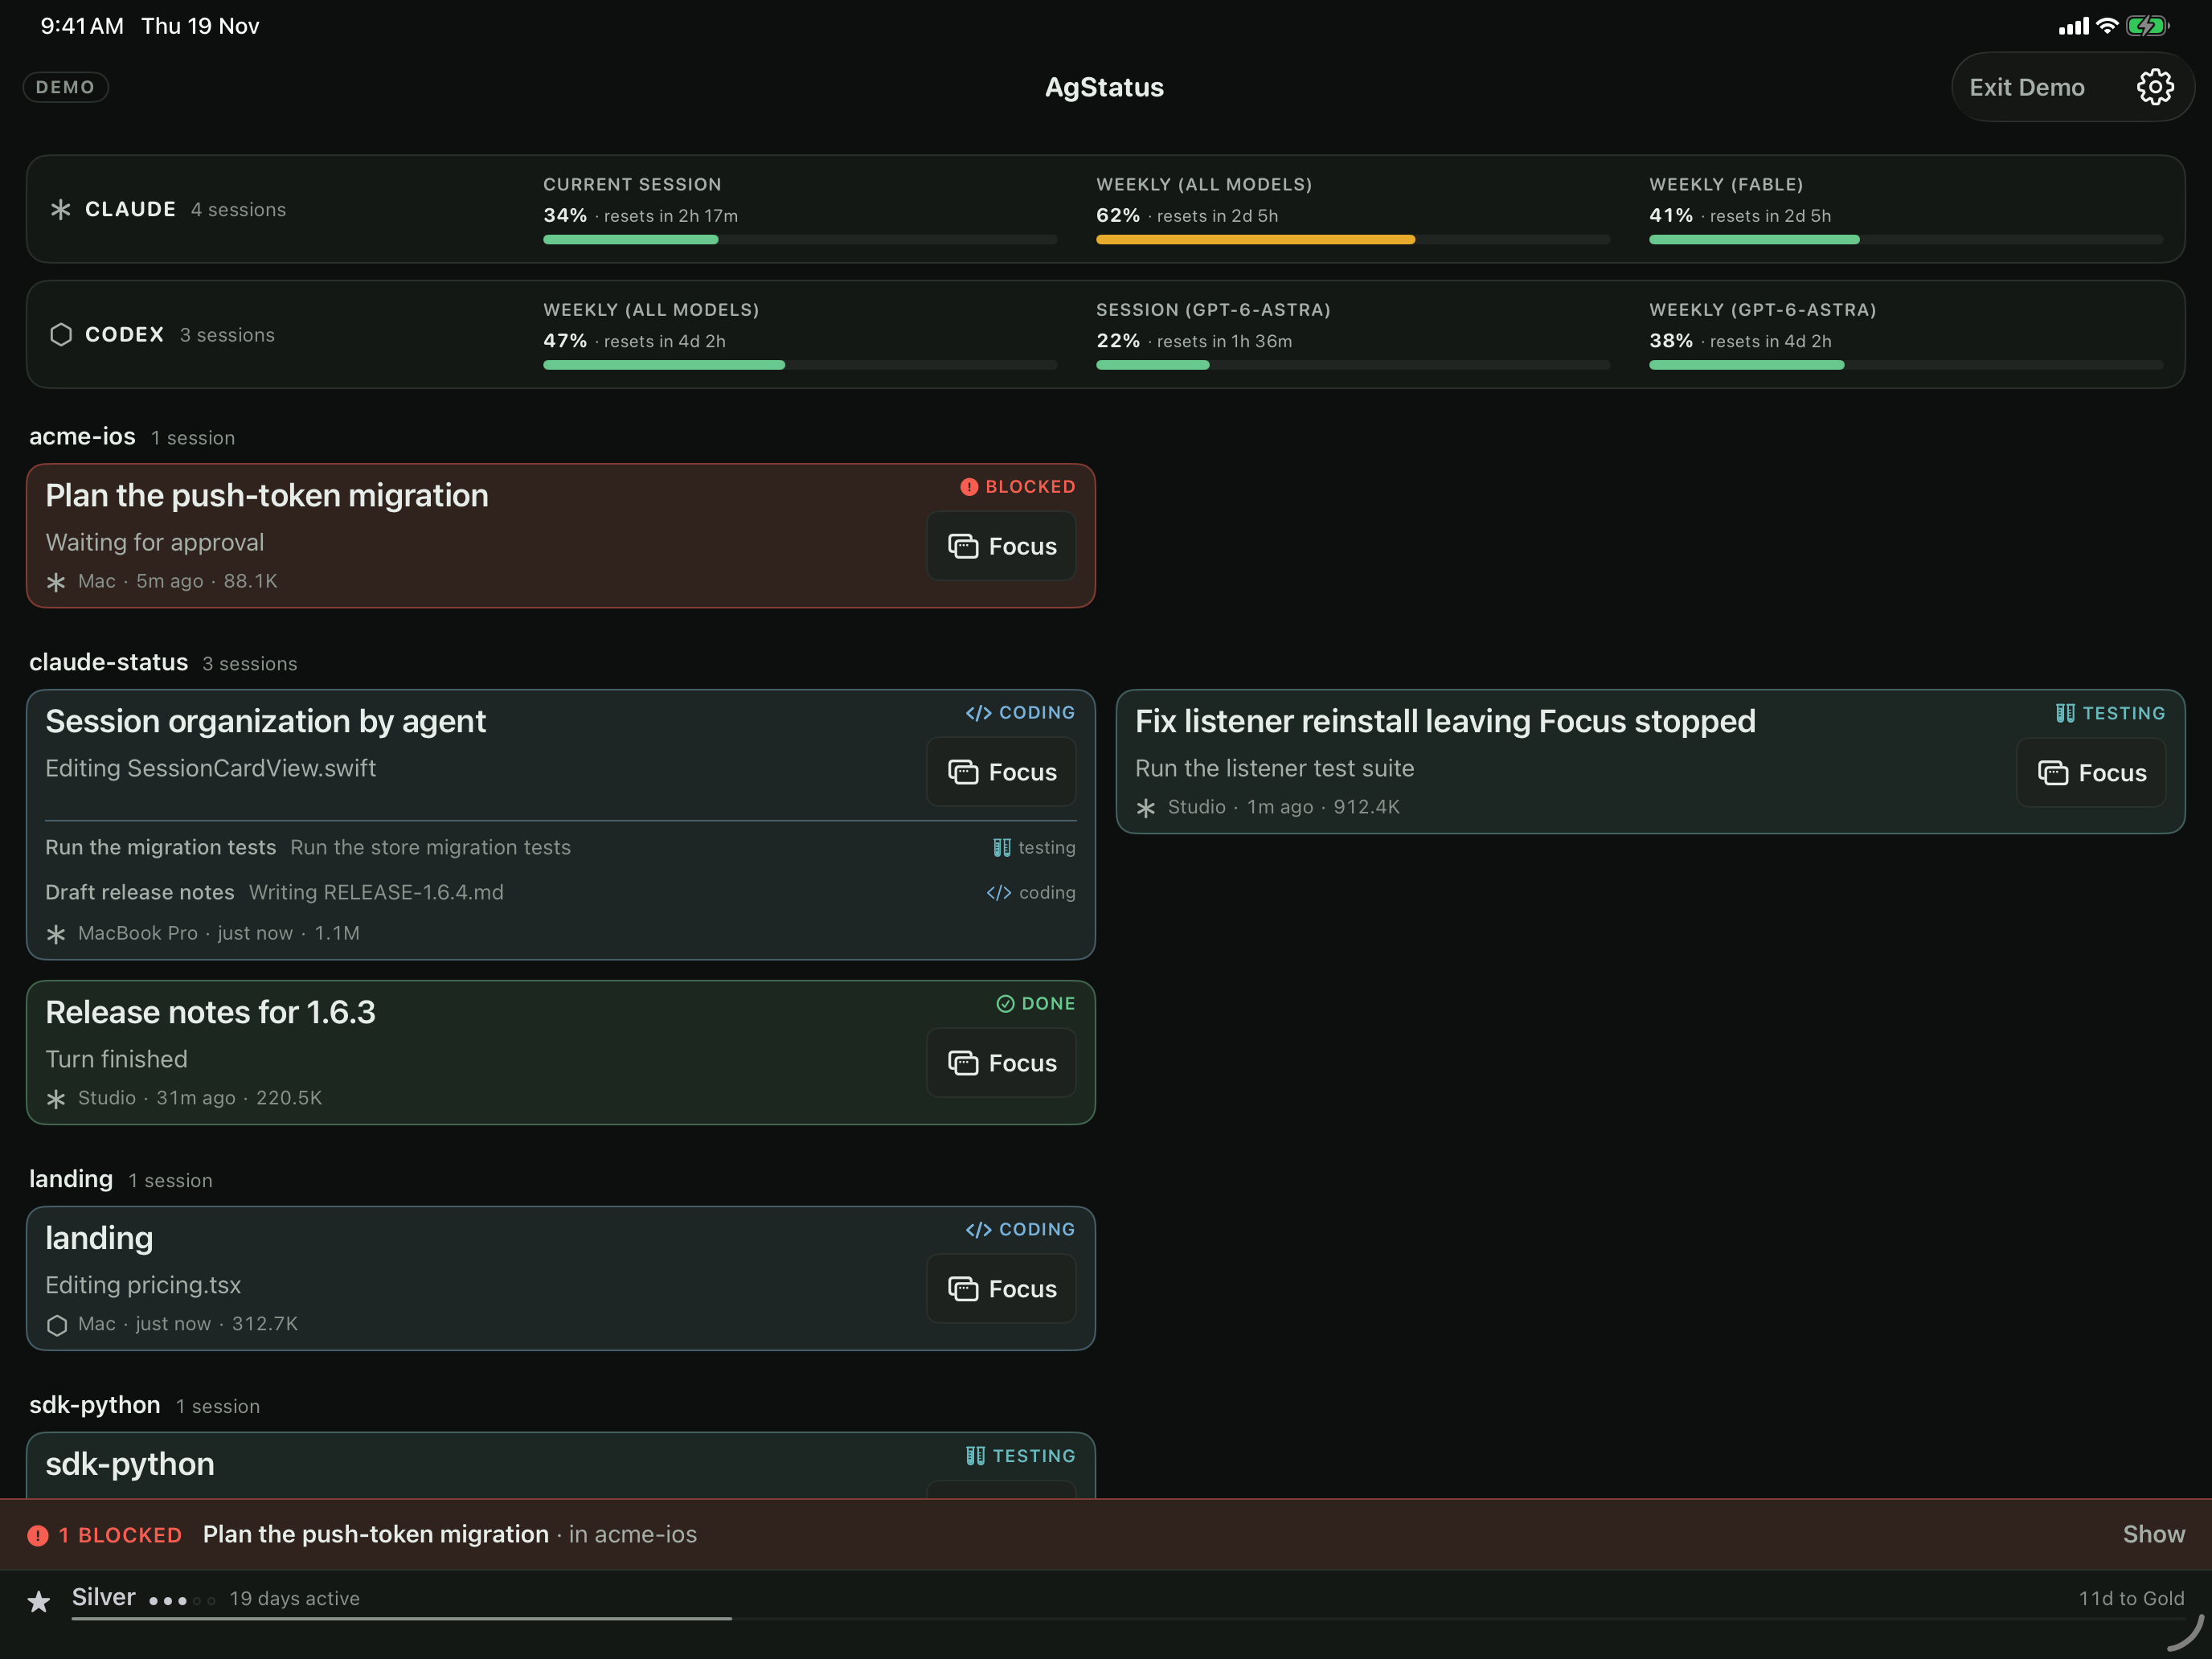 9:41 AM Thu 19 Nov
DEMO
AgStatus
Exit Demo
CLAUDE 4 sessions
CURRENT SESSION
34% · resets in 2h 17m
WEEKLY (ALL MODELS)
62% · resets in 2d 5h
WEEKLY (FABLE)
41% · resets in 2d 5h
CODEX 3 sessions
WEEKLY (ALL MODELS)
47% · resets in 4d 2h
SESSION (GPT-6-ASTRA)
22% · resets in 1h 36m
WEEKLY (GPT-6-ASTRA)
38% · resets in 4d 2h
acme-ios 1 session
Plan the push-token migration
BLOCKED
Waiting for approval
Focus
Mac · 5m ago · 88.1K
claude-status 3 sessions
Session organization by agent
CODING
Editing SessionCardView.swift
Focus
Run the migration tests Run the store migration tests
testing
Draft release notes Writing RELEASE-1.6.4.md
coding
MacBook Pro · just now · 1.1M
Fix listener reinstall leaving Focus stopped
TESTING
Run the listener test suite
Focus
Studio · 1m ago · 912.4K
Release notes for 1.6.3
DONE
Turn finished
Focus
Studio · 31m ago · 220.5K
landing 1 session
landing
CODING
Editing pricing.tsx
Focus
Mac · just now · 312.7K
sdk-python 1 session
sdk-python
TESTING
1 BLOCKED Plan the push-token migration · in acme-ios
Show
Silver 19 days active
11d to Gold